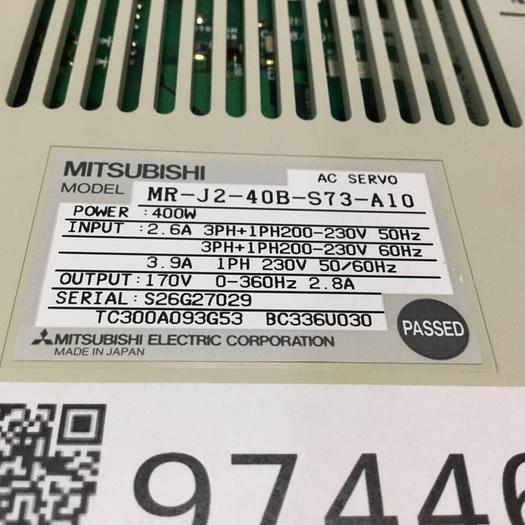 MITSUBISHI AC SERVO
MODEL MR-J2-40B-S73-A10
POWER :400W
INPUT :2.6A 3PH+1PH200-230V 50Hz
3PH+1PH200-230V 60Hz
3.9A 1PH 230V 50/60Hz
OUTPUT:170V 0-360Hz 2.8A
SERIAL:S26G27029
TC300A093G53 BC336U030
PASSED
MITSUBISHI ELECTRIC CORPORATION
MADE IN JAPAN
97446